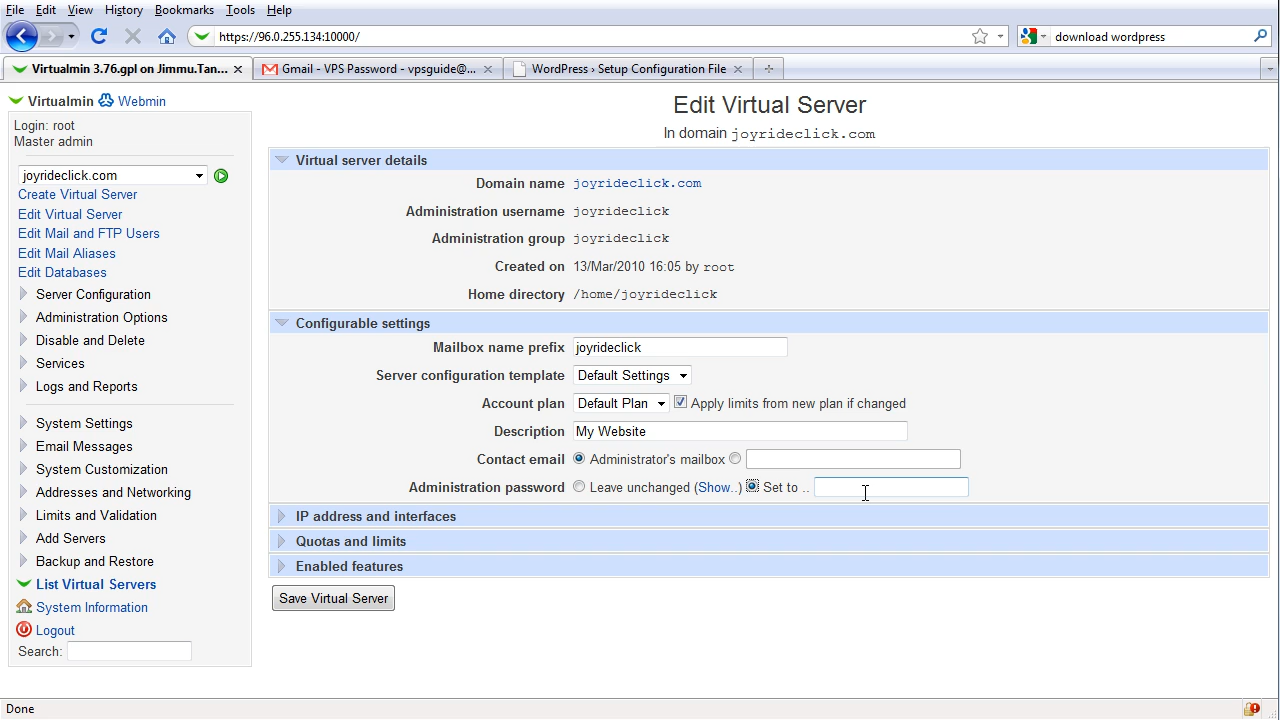 File Edit View History Bookmarks Tools Help
https://96.0.255.134:10000/
download wordpress
Virtualmin 3.76.gpl on Jimmu.Tan...
Gmail - VPS Password - vpsguide@...
WordPress › Setup Configuration File
Virtualmin Webmin
Login: root
Master admin
joyrideclick.com
Create Virtual Server
Edit Virtual Server
Edit Mail and FTP Users
Edit Mail Aliases
Edit Databases
Server Configuration
Administration Options
Disable and Delete
Services
Logs and Reports
System Settings
Email Messages
System Customization
Addresses and Networking
Limits and Validation
Add Servers
Backup and Restore
List Virtual Servers
System Information
Logout
Search:
Edit Virtual Server
In domain joyrideclick.com
Virtual server details
Domain name joyrideclick.com
Administration username joyrideclick
Administration group joyrideclick
Created on 13/Mar/2010 16:05 by root
Home directory /home/joyrideclick
Configurable settings
Mailbox name prefix joyrideclick
Server configuration template Default Settings
Account plan Default Plan Apply limits from new plan if changed
Description My Website
Contact email Administrator's mailbox
Administration password Leave unchanged (Show..) Set to ..
IP address and interfaces
Quotas and limits
Enabled features
Save Virtual Server
Done